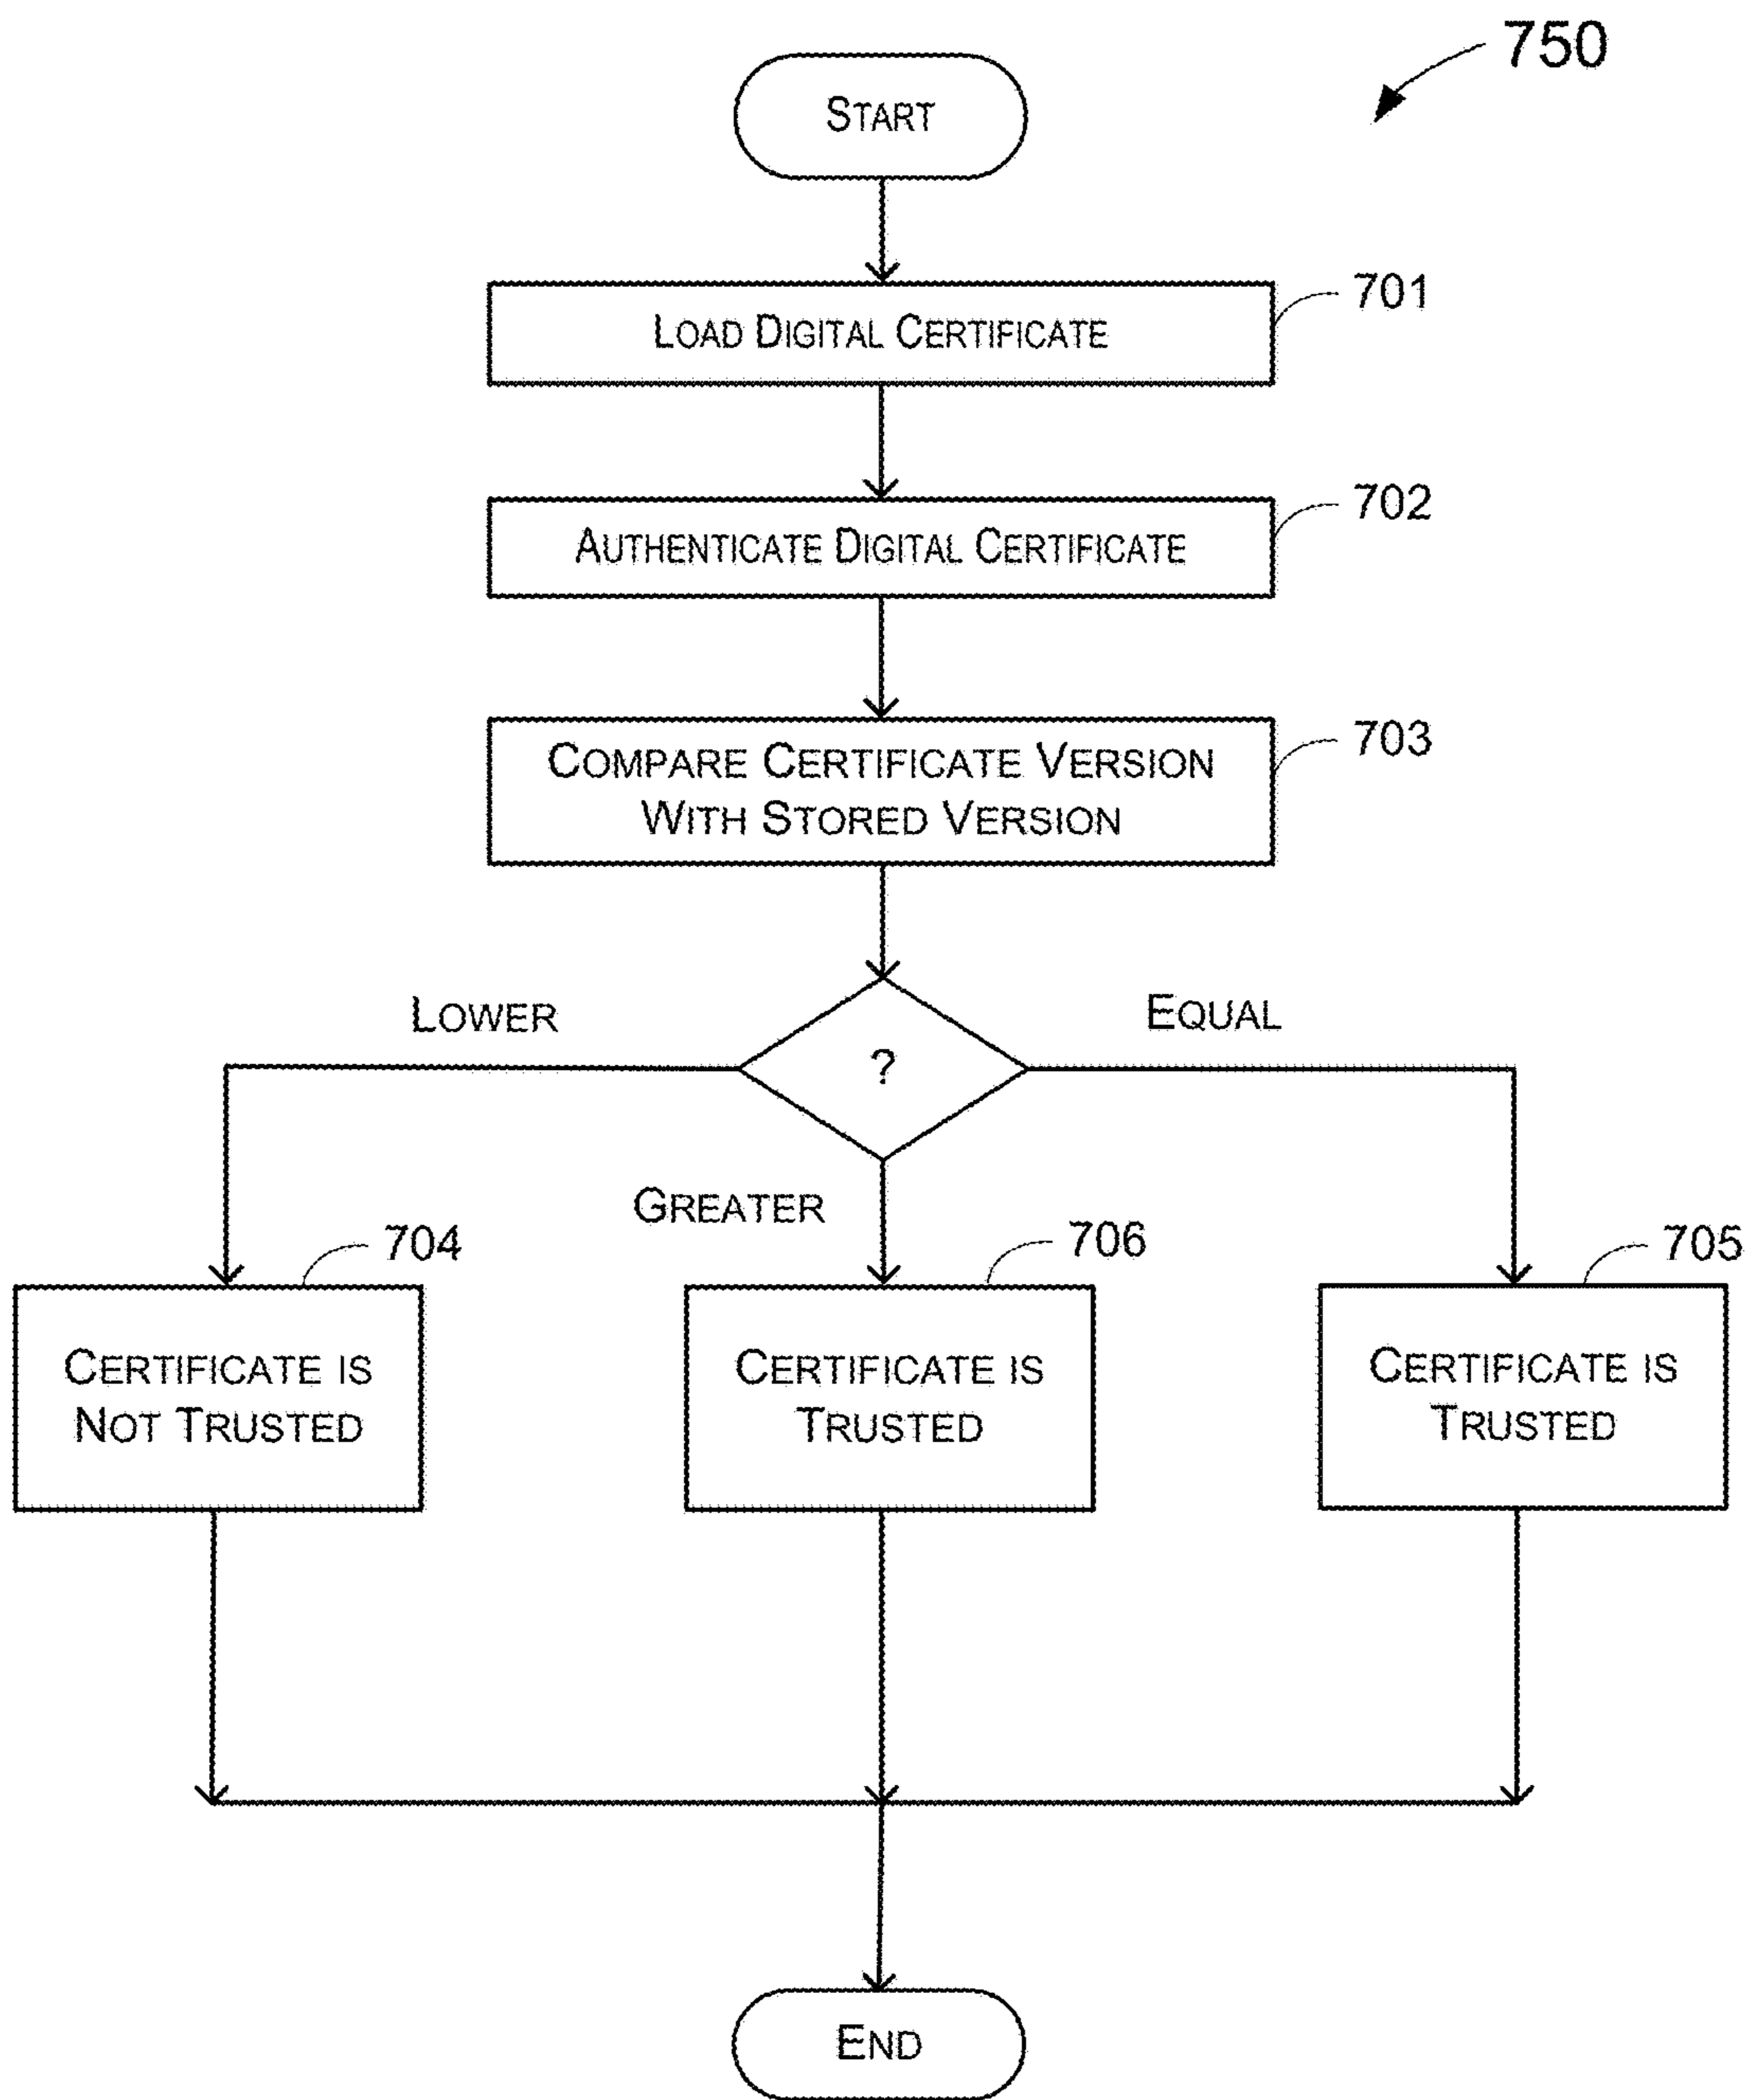 750
START
701
LOAD DIGITAL CERTIFICATE
702
AUTHENTICATE DIGITAL CERTIFICATE
703
COMPARE CERTIFICATE VERSION
WITH STORED VERSION
LOWER
?
EQUAL
GREATER
704
706
705
CERTIFICATE IS
NOT TRUSTED
CERTIFICATE IS
TRUSTED
CERTIFICATE IS
TRUSTED
END